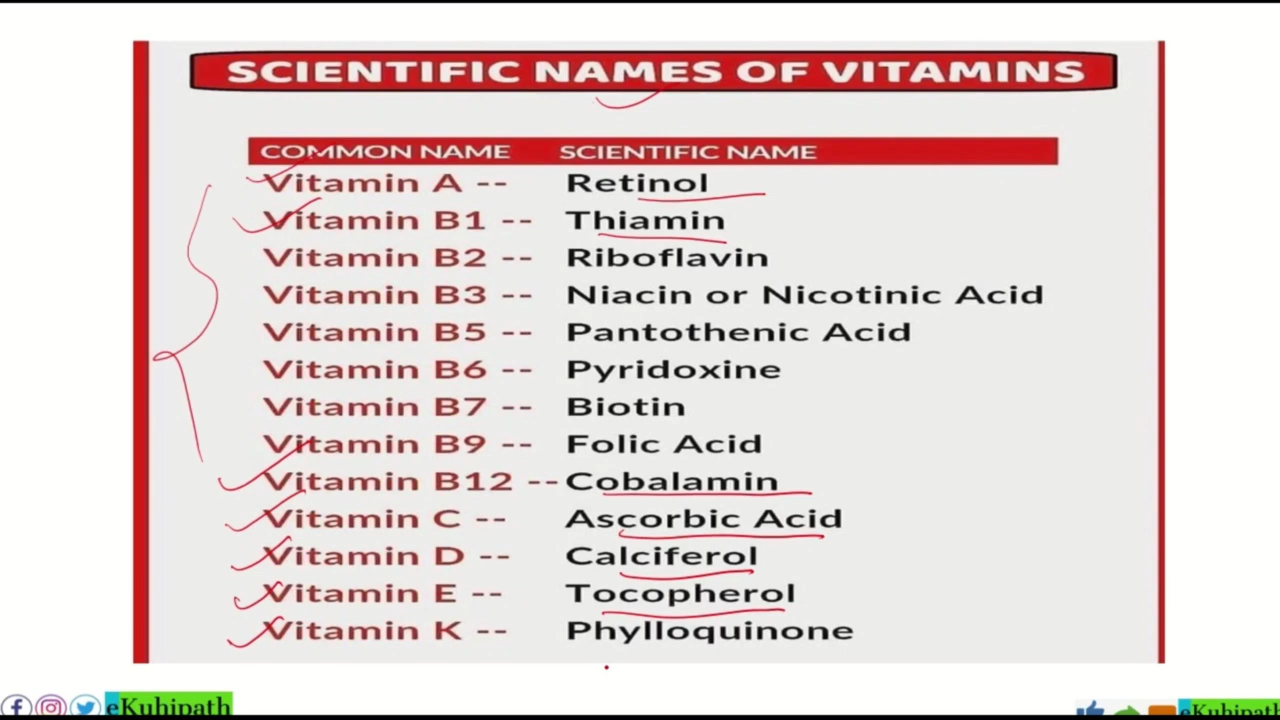 SCIENTIFIC NAMES OF VITAMINS
COMMON NAME SCIENTIFIC NAME
Vitamin A -- Retinol
Vitamin B1 -- Thiamin
Vitamin B2 -- Riboflavin
Vitamin B3 -- Niacin or Nicotinic Acid
Vitamin B5 -- Pantothenic Acid
Vitamin B6 -- Pyridoxine
Vitamin B7 -- Biotin
Vitamin B9 -- Folic Acid
Vitamin B12 -- Cobalamin
Vitamin C -- Ascorbic Acid
Vitamin D -- Calciferol
Vitamin E -- Tocopherol
Vitamin K -- Phylloquinone
eKuhipath eKuhipath